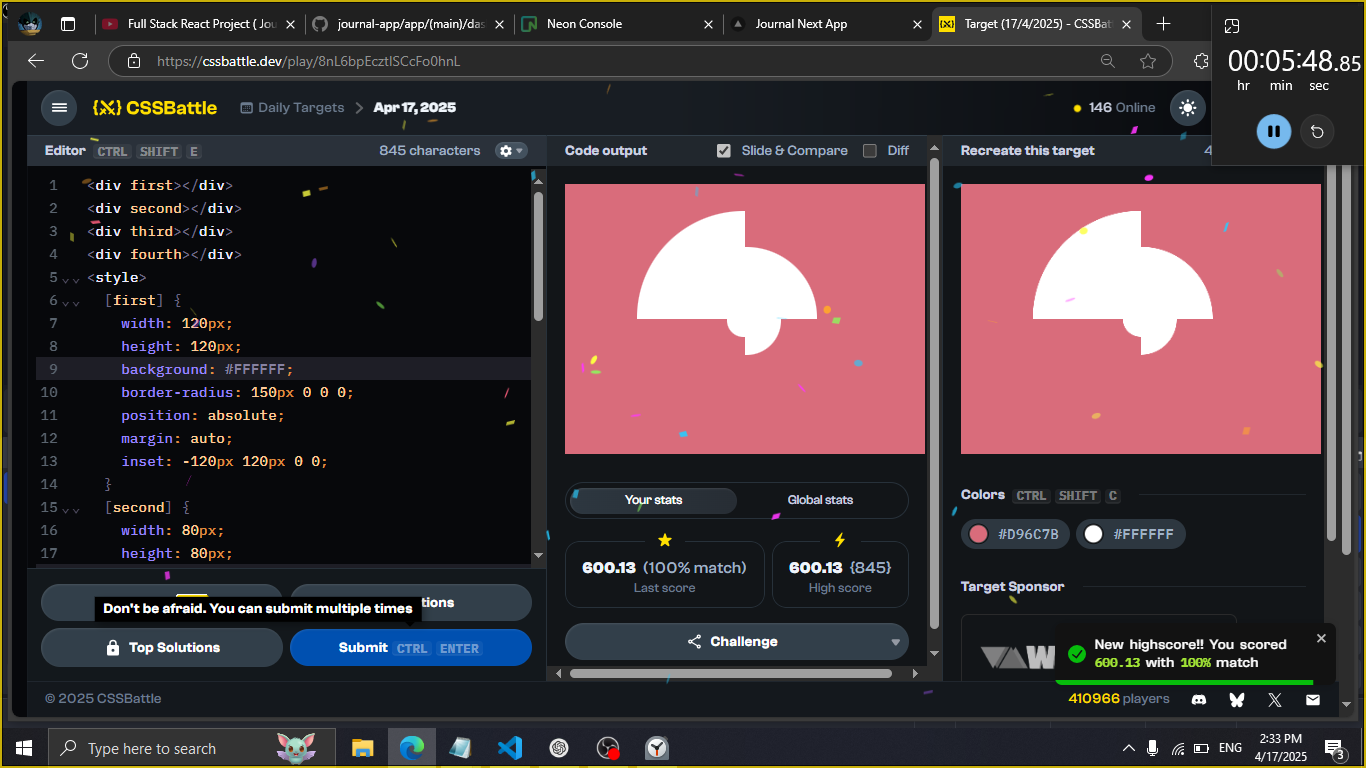 Full Stack React Project ( Jou
journal-app/app/(main)/das
Neon Console
Journal Next App
Target (17/4/2025) - CSSBat
https://cssbattle.dev/play/8nL6bpEcztlSCcFo0hnL
00:05:48.85
hr min sec
CSSBattle
Daily Targets
Apr 17, 2025
146 Online
Editor CTRL SHIFT E
845 characters
Code output
Slide & Compare
Diff
Recreate this target
4
1 <div first></div>
2 <div second></div>
3 <div third></div>
4 <div fourth></div>
5 <style>
6 [first] {
7 width: 120px;
8 height: 120px;
9 background: #FFFFFF;
10 border-radius: 150px 0 0 0;
11 position: absolute;
12 margin: auto;
13 inset: -120px 120px 0 0;
14 }
15 [second] {
16 width: 80px;
17 height: 80px;
Your stats
Global stats
600.13 (100% match)
Last score
600.13 {845}
High score
Challenge
Colors CTRL SHIFT C
#D96C7B
#FFFFFF
Target Sponsor
Don't be afraid. You can submit multiple times
Top Solutions
Submit CTRL ENTER
New highscore!! You scored
600.13 with 100% match
© 2025 CSSBattle
410966 players
Type here to search
ENG
2:33 PM
4/17/2025
3